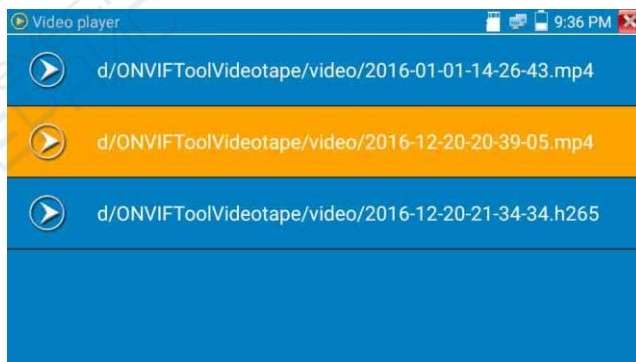 Video player
9:36 PM
d/ONVIFToolVideotape/video/2016-01-01-14-26-43.mp4
d/ONVIFToolVideotape/video/2016-12-20-20-39-05.mp4
d/ONVIFToolVideotape/video/2016-12-20-21-34-34.h265